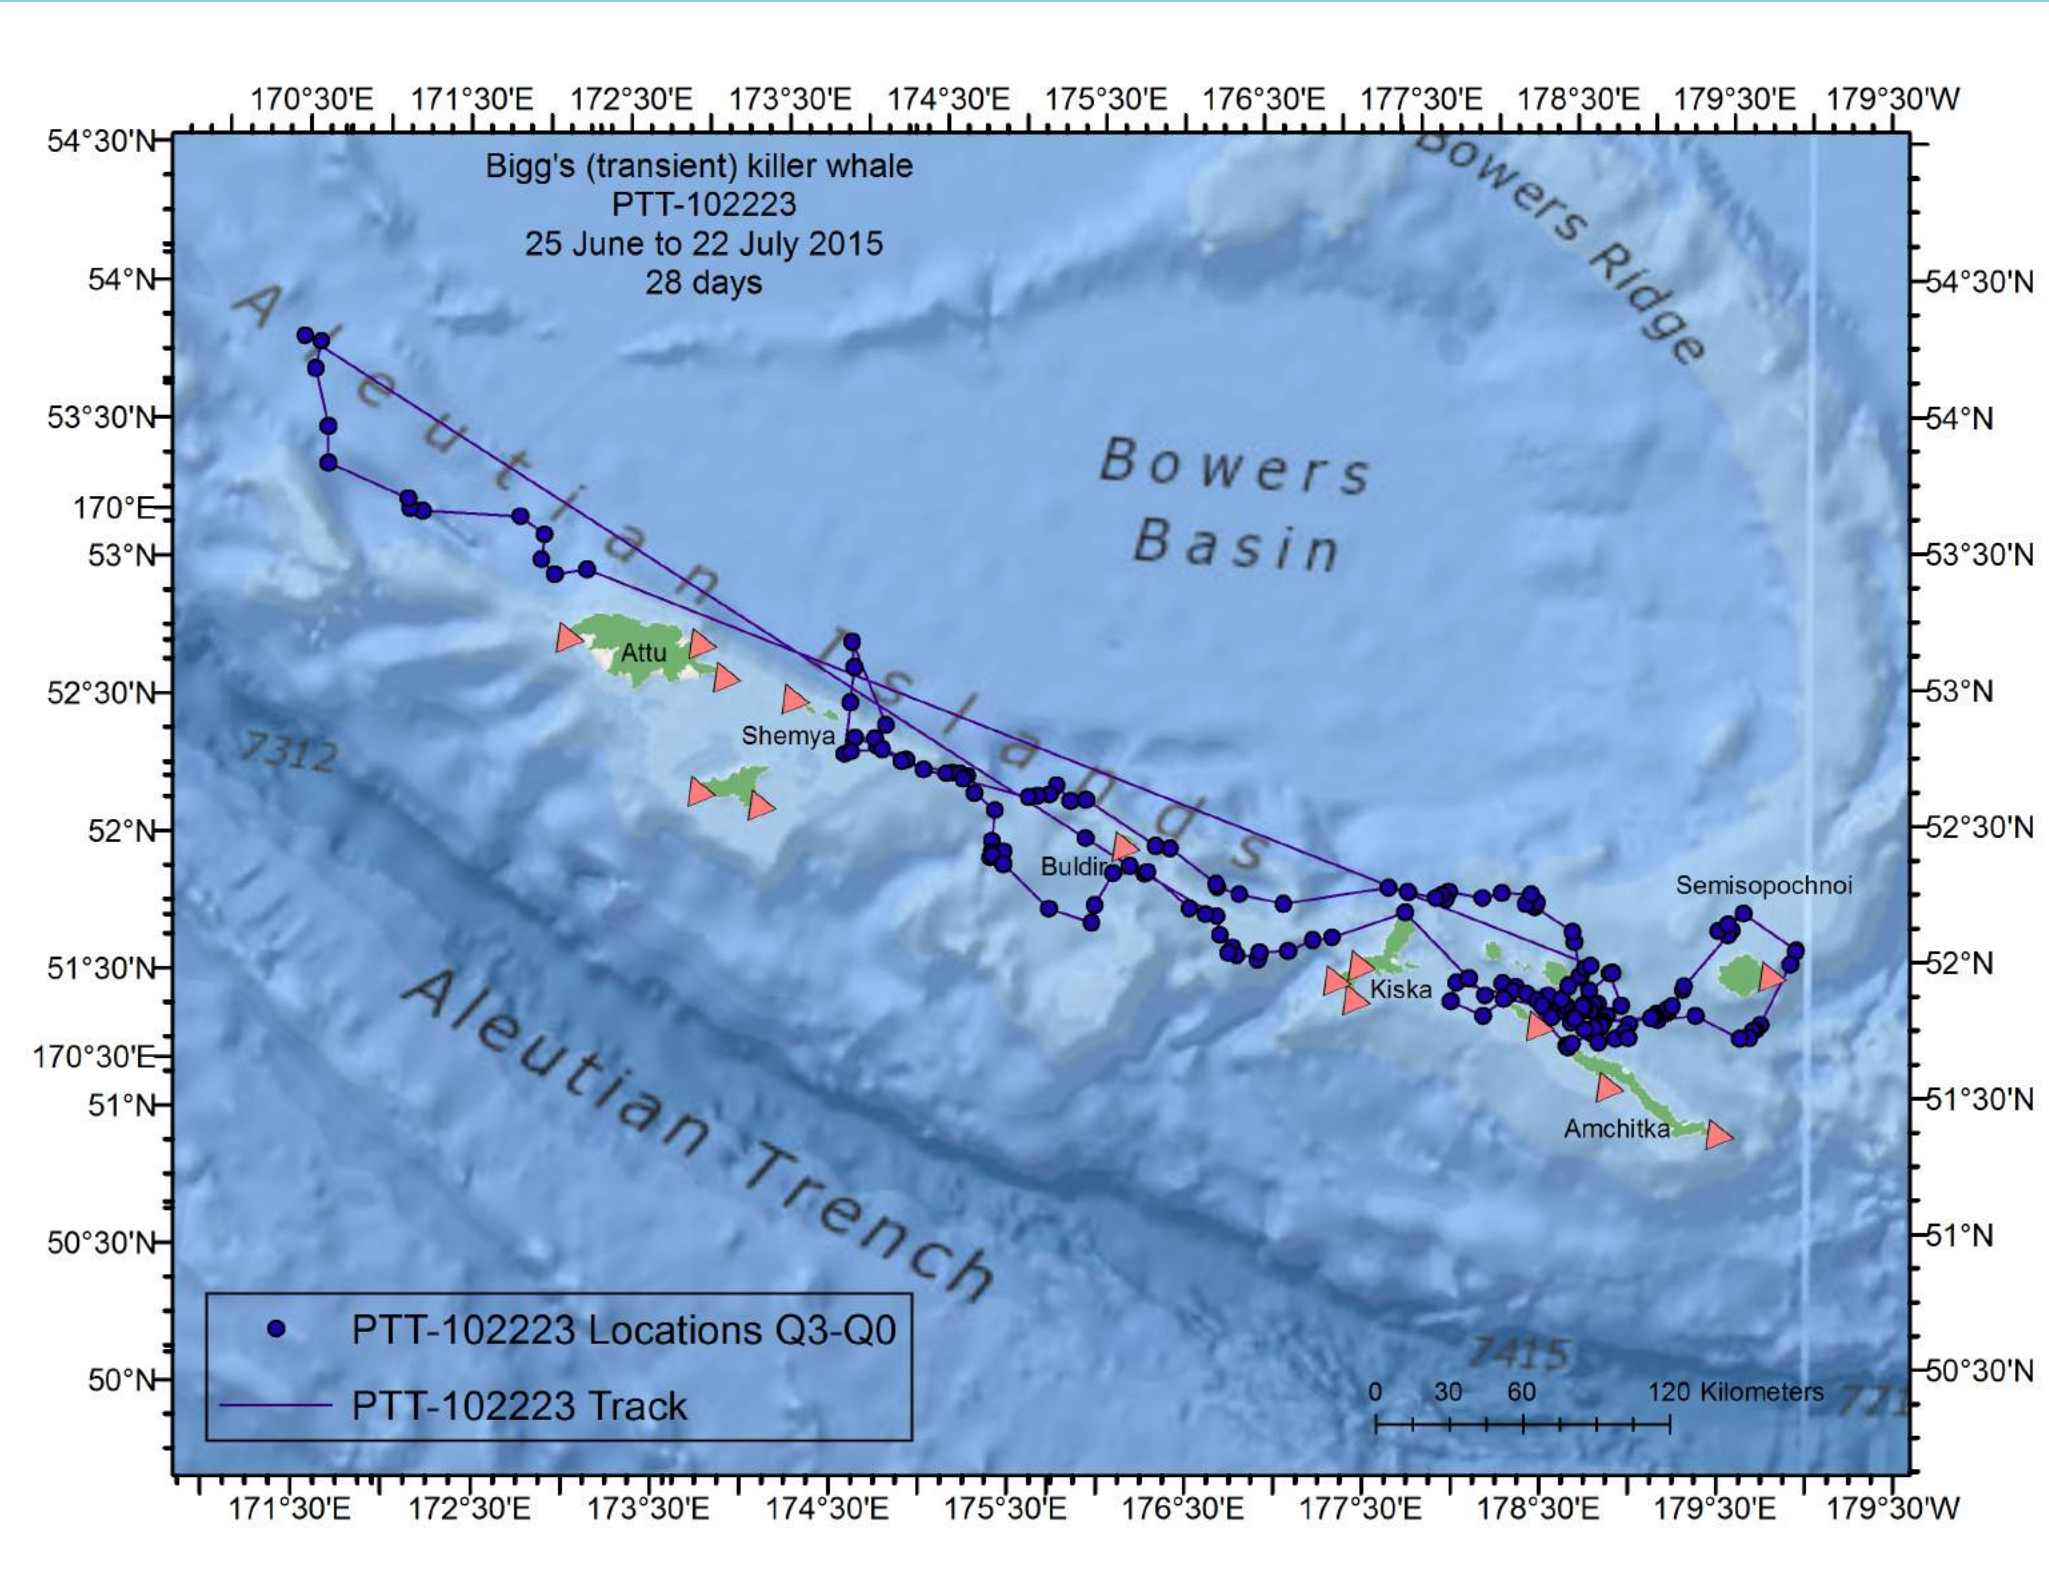 170°30'E 171°30'E 172°30'E 173°30'E 174°30'E 175°30'E 176°30'E 177°30'E 178°30'E 179°30'E 179°30'W
54°30'N
Bigg's (transient) killer whale
PTT-102223
25 June to 22 July 2015
28 days
Bowers Ridge
54°N
54°30'N
Aleutian Islands
53°30'N
54°N
Bowers
Basin
170°E
53°N
53°30'N
Attu
52°30'N
53°N
Shemya
7312
52°N
52°30'N
Buldir
Semisopochnoi
51°30'N
52°N
Kiska
Aleutian Trench
170°30'E
51°N
51°30'N
Amchitka
50°30'N
51°N
PTT-102223 Locations Q3-Q0
7415
50°N
50°30'N
0 30 60 120 Kilometers
771
PTT-102223 Track
171°30'E 172°30'E 173°30'E 174°30'E 175°30'E 176°30'E 177°30'E 178°30'E 179°30'E 179°30'W